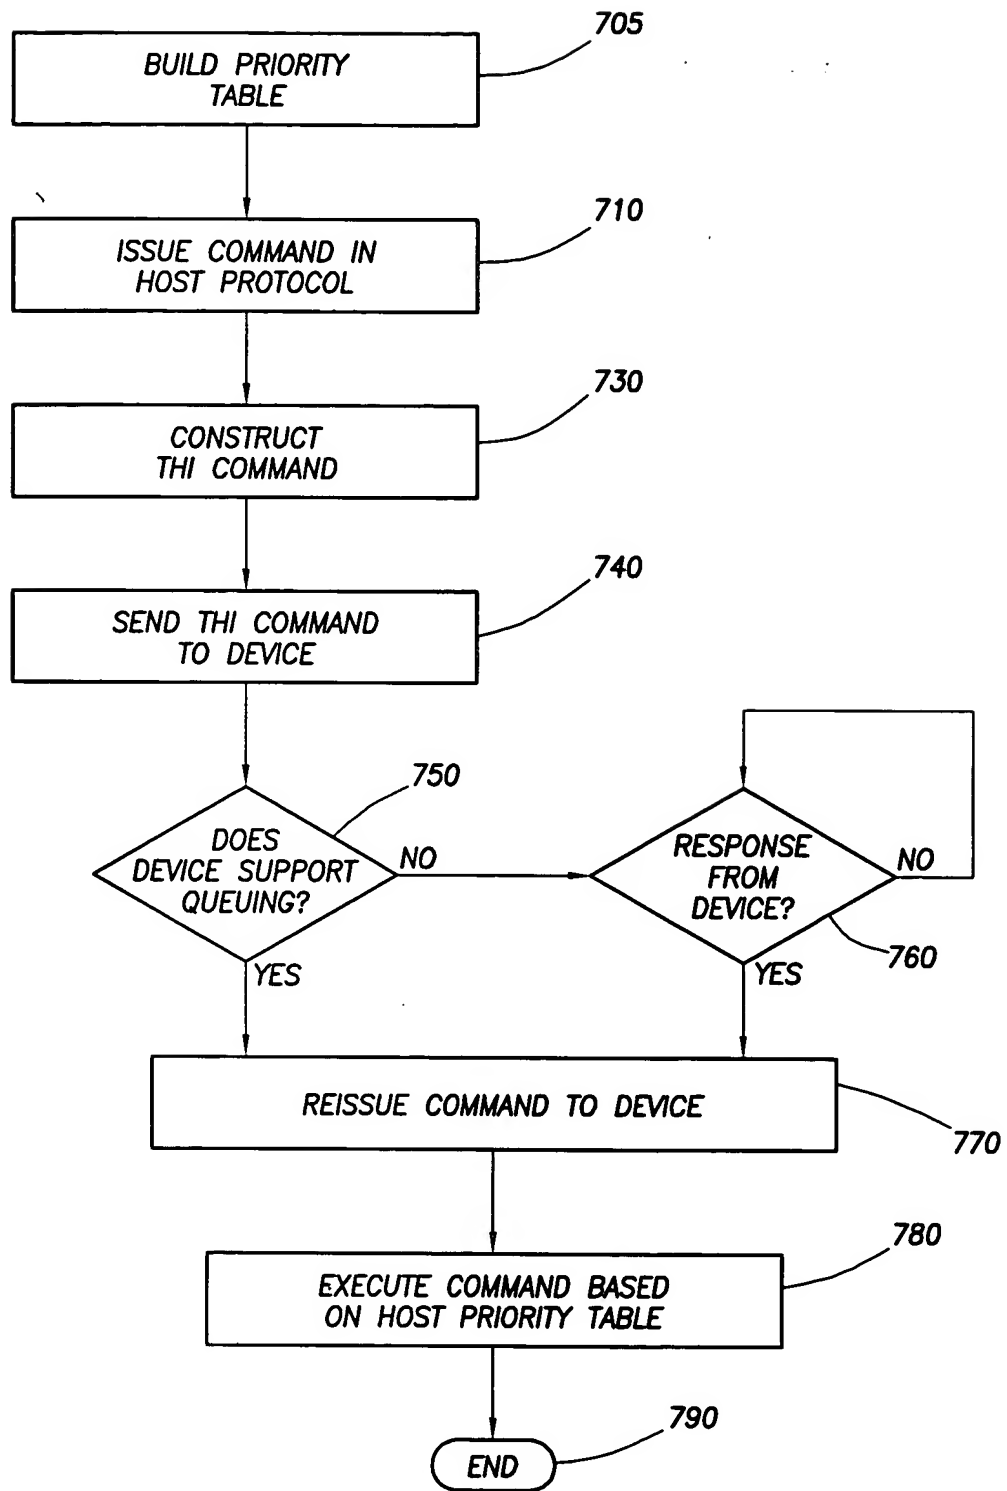 705
BUILD PRIORITY
TABLE
710
ISSUE COMMAND IN
HOST PROTOCOL
730
CONSTRUCT
THI COMMAND
740
SEND THI COMMAND
TO DEVICE
750
DOES
DEVICE SUPPORT
QUEUING?
NO
YES
RESPONSE
FROM
DEVICE?
NO
760
YES
REISSUE COMMAND TO DEVICE
770
780
EXECUTE COMMAND BASED
ON HOST PRIORITY TABLE
790
END